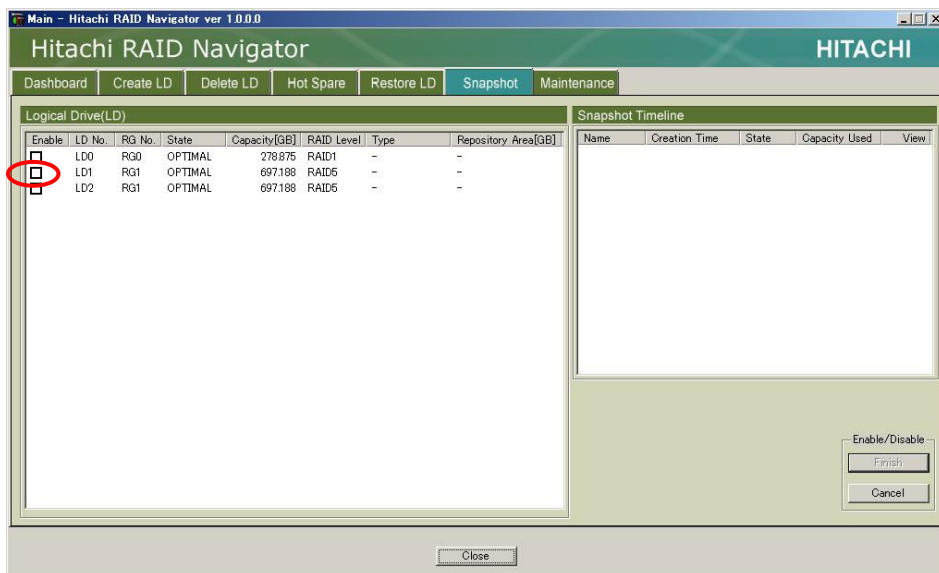 Main - Hitachi RAID Navigator ver 1.0.0.0
Hitachi RAID Navigator HITACHI
Dashboard Create LD Delete LD Hot Spare Restore LD Snapshot Maintenance
Logical Drive(LD)
Enable LD No. RG No. State Capacity[GB] RAID Level Type Repository Area[GB]
LD0 RG0 OPTIMAL 278.875 RAID1 - -
LD1 RG1 OPTIMAL 697.188 RAID5 - -
LD2 RG1 OPTIMAL 697.188 RAID5 - -
Snapshot Timeline
Name Creation Time State Capacity Used View
Enable/Disable
Finish
Cancel
Close